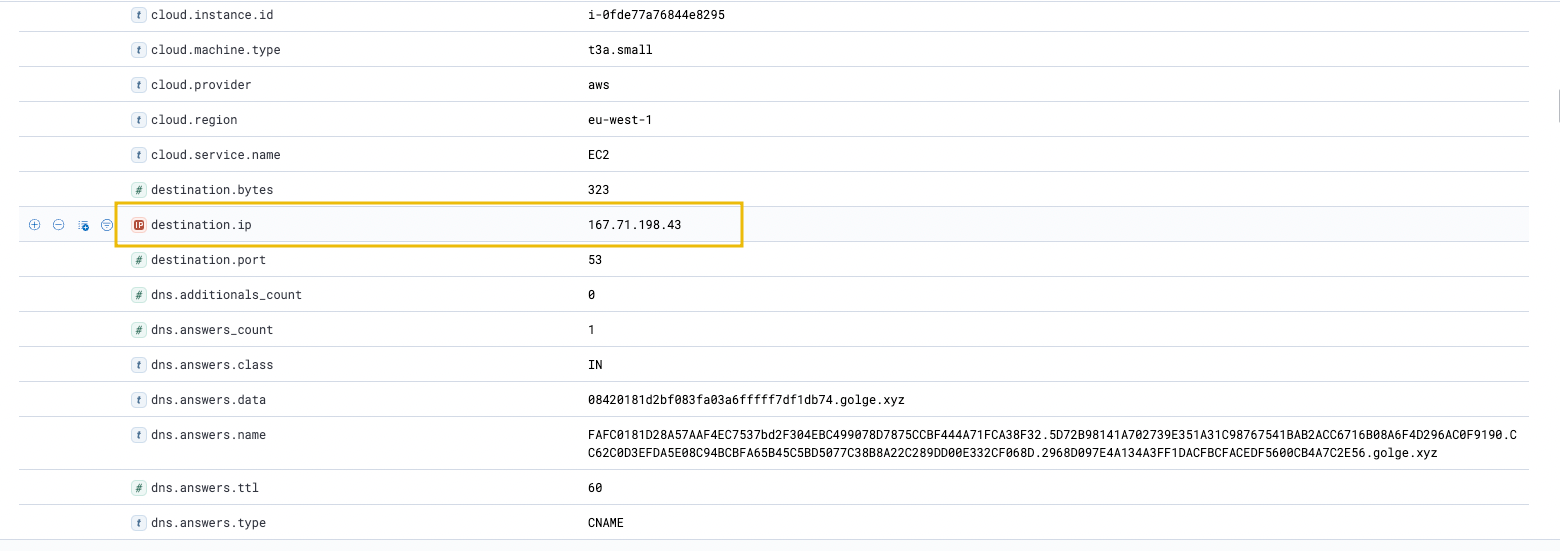 t cloud.instance.id i-0fde77a76844e8295
t cloud.machine.type t3a.small
t cloud.provider aws
t cloud.region eu-west-1
t cloud.service.name EC2
# destination.bytes 323
IP destination.ip 167.71.198.43
# destination.port 53
# dns.additionals_count 0
# dns.answers_count 1
t dns.answers.class IN
t dns.answers.data 08420181d2bf083fa03a6fffff7df1db74.golge.xyz
t dns.answers.name FAFC0181D28A57AAF4EC7537bd2F304EBC499078D7875CCBF444A71FCA38F32.5D72B98141A702739E351A31C98767541BAB2ACC6716B08A6F4D296AC0F9190.C
C62C0D3EFDA5E08C94BCBFA65B45C5BD5077C38B8A22C289DD00E332CF068D.2968D097E4A134A3FF1DACFBCFACEDF5600CB4A7C2E56.golge.xyz
# dns.answers.ttl 60
t dns.answers.type CNAME